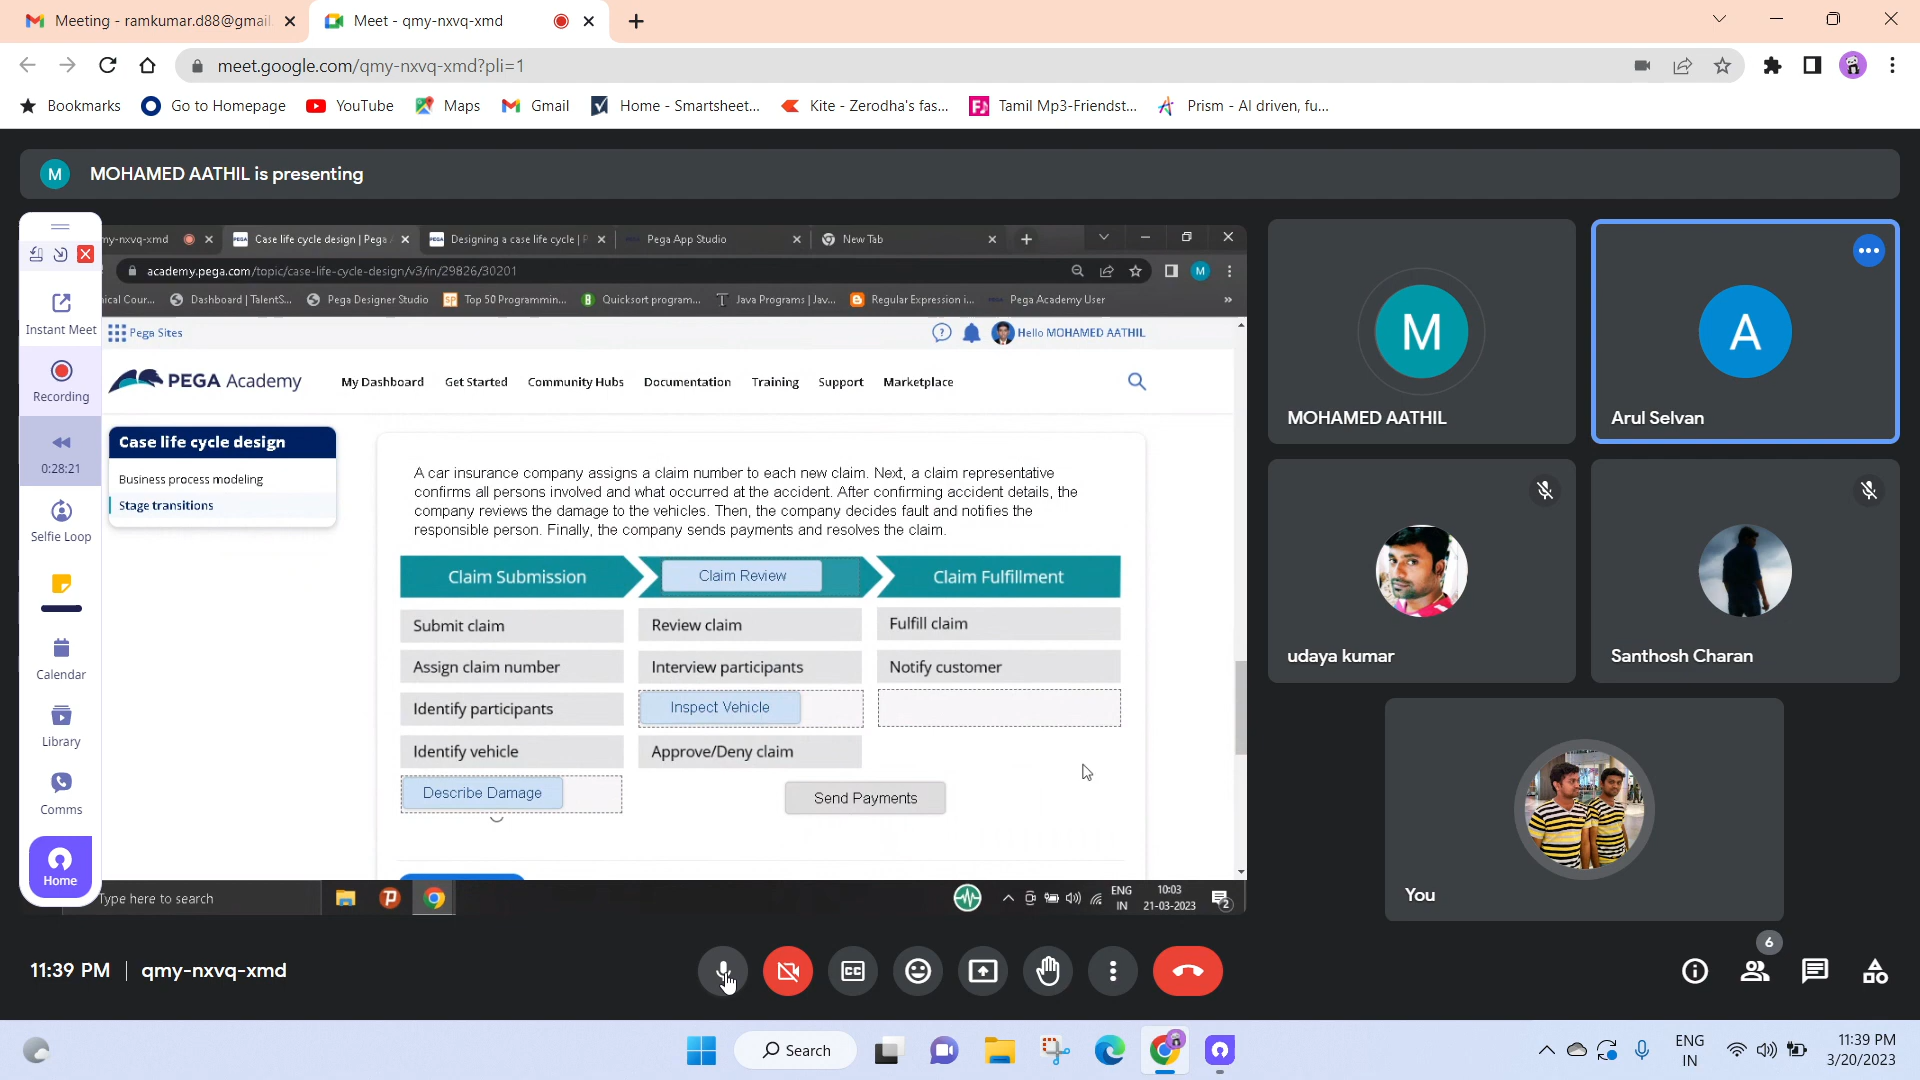 Meeting - ramkumar.d88@gmail
Meet - qmy-nxvq-xmd
meet.google.com/qmy-nxvq-xmd?pli=1
Bookmarks
Go to Homepage
YouTube
Maps
Gmail
Home - Smartsheet...
Kite - Zerodha's fas...
Tamil Mp3-Friendst...
Prism - AI driven, fu...
M
MOHAMED AATHIL is presenting
my-nxvq-xmd
Case life cycle design | Pega
Designing a case life cycle | P
Pega App Studio
New Tab
academy.pega.com/topic/case-life-cycle-design/v3/in/29826/30201
M
ical Cour...
Dashboard | TalentS...
Pega Designer Studio
Top 50 Programmin...
Quicksort program...
Java Programs | Jav...
Regular Expression i...
Pega Academy User
»
Pega Sites
Hello MOHAMED AATHIL
PEGA Academy
My Dashboard
Get Started
Community Hubs
Documentation
Training
Support
Marketplace
Case life cycle design
Business process modeling
Stage transitions
A car insurance company assigns a claim number to each new claim. Next, a claim representative
confirms all persons involved and what occurred at the accident. After confirming accident details, the
company reviews the damage to the vehicles. Then, the company decides fault and notifies the
responsible person. Finally, the company sends payments and resolves the claim.
Claim Submission
Claim Review
Claim Fulfillment
Submit claim
Review claim
Fulfill claim
Assign claim number
Interview participants
Notify customer
Identify participants
Inspect Vehicle
Identify vehicle
Approve/Deny claim
Describe Damage
Send Payments
Instant Meet
Recording
0:28:21
Selfie Loop
Calendar
Library
Comms
Home
Type here to search
ENG
IN
10:03
21-03-2023
2
M
MOHAMED AATHIL
A
Arul Selvan
udaya kumar
Santhosh Charan
You
11:39 PM | qmy-nxvq-xmd
6
Search
ENG
IN
11:39 PM
3/20/2023